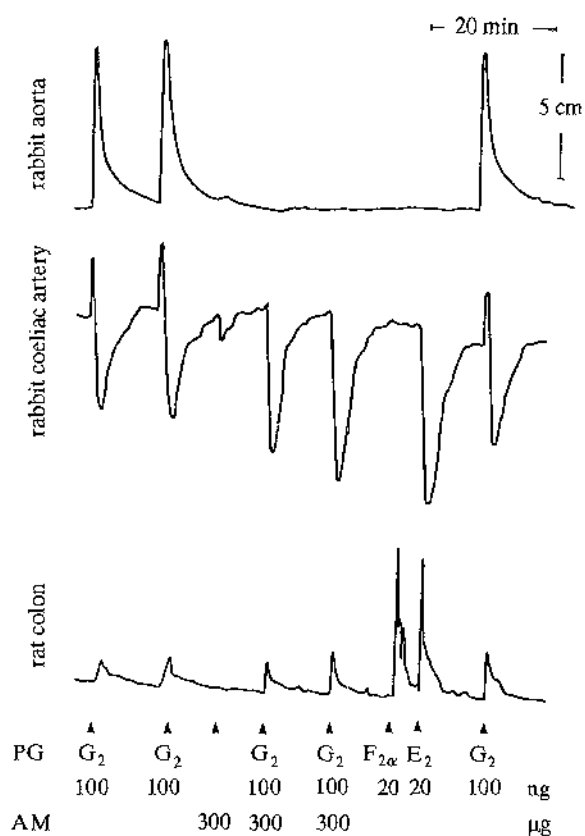 20 min
5 cm
rabbit aorta
rabbit coeliac artery
rat colon
PG G₂ G₂ G₂ G₂ F₂α E₂ G₂
100 100 100 100 20 20 100 ng
AM 300 300 300 µg